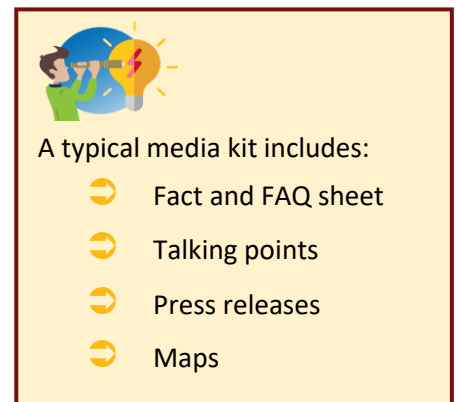 A typical media kit includes:
Fact and FAQ sheet
Talking points
Press releases
Maps